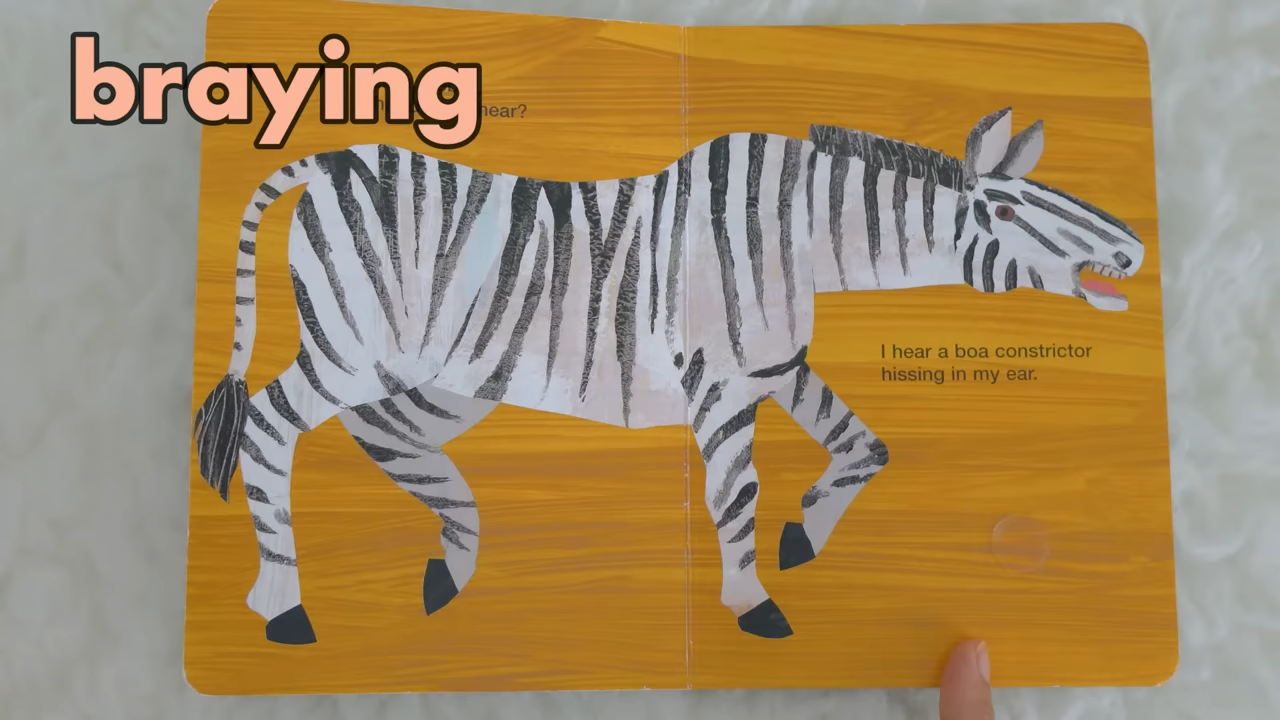 braying
hear?
I hear a boa constrictor
hissing in my ear.